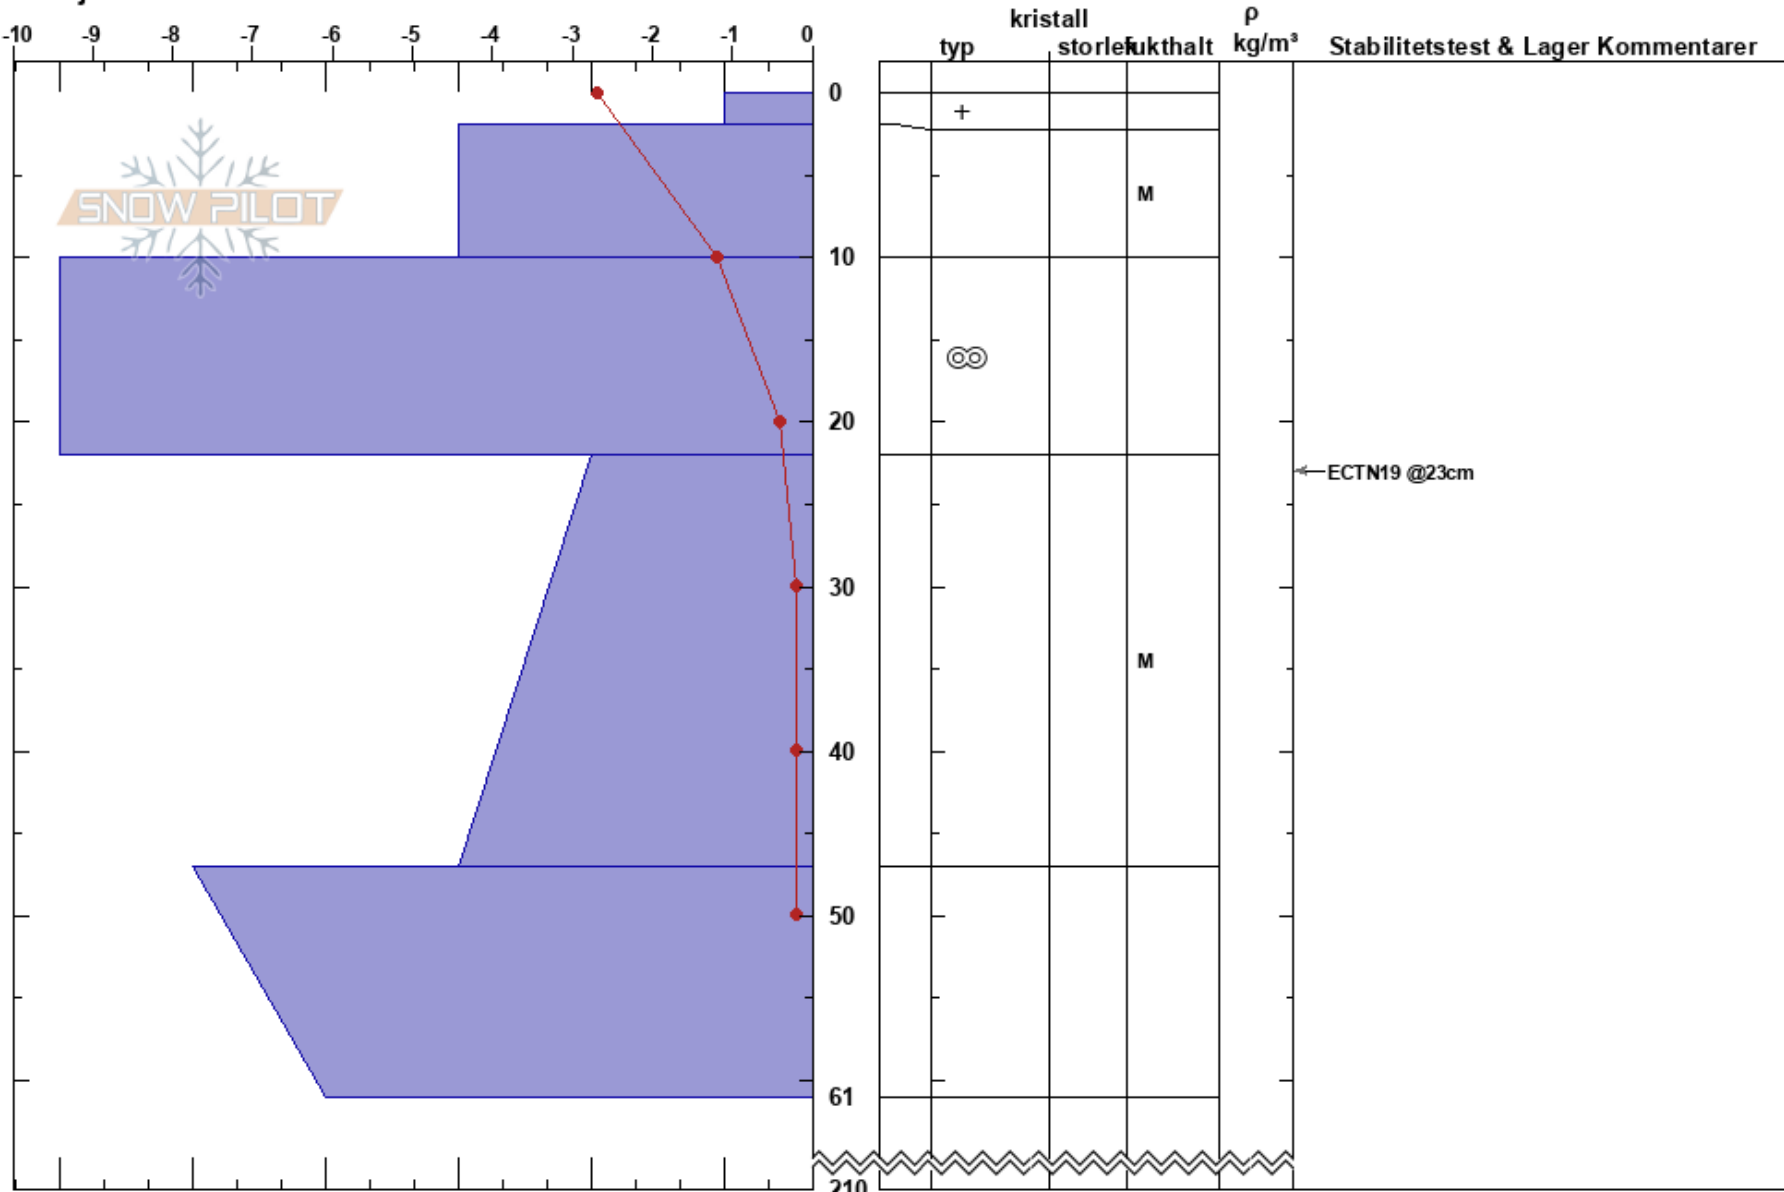 kristall ρ
-10 -9 -8 -7 -6 -5 -4 -3 -2 -1 0 typ storlek fukthalt kg/m³ Stabilitetstest & Lager Kommentarer
0
+
SNOW PILOT
M
10
20
ECTN19 @23cm
30
M
40
50
61
210